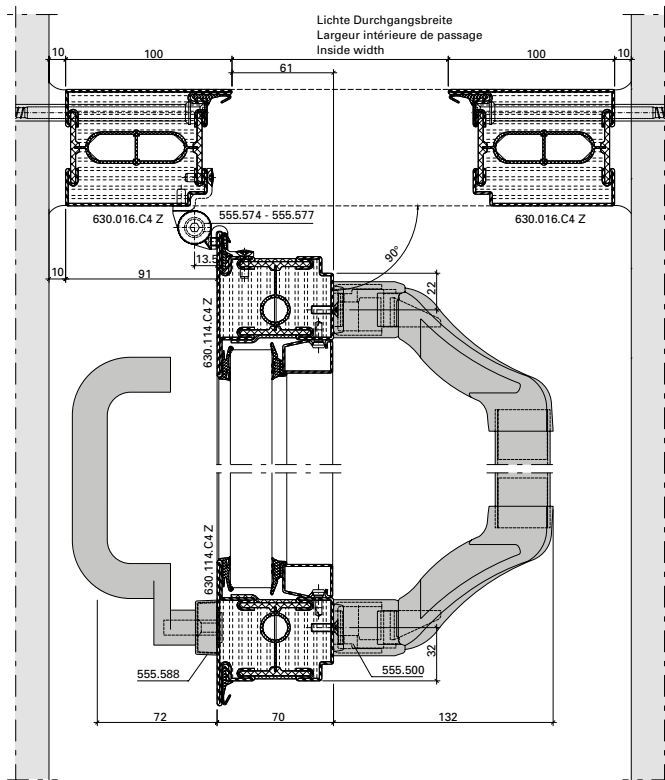 Lichte Durchgangsbreite
Largeur intérieure de passage
Inside width
10
100
61
100
10
630.016.C4 Z
555.574 - 555.577
630.016.C4 Z
13.5
90°
10
91
22
630.114.C4 Z
630.114.C4 Z
555.588
555.500
32
72
70
132